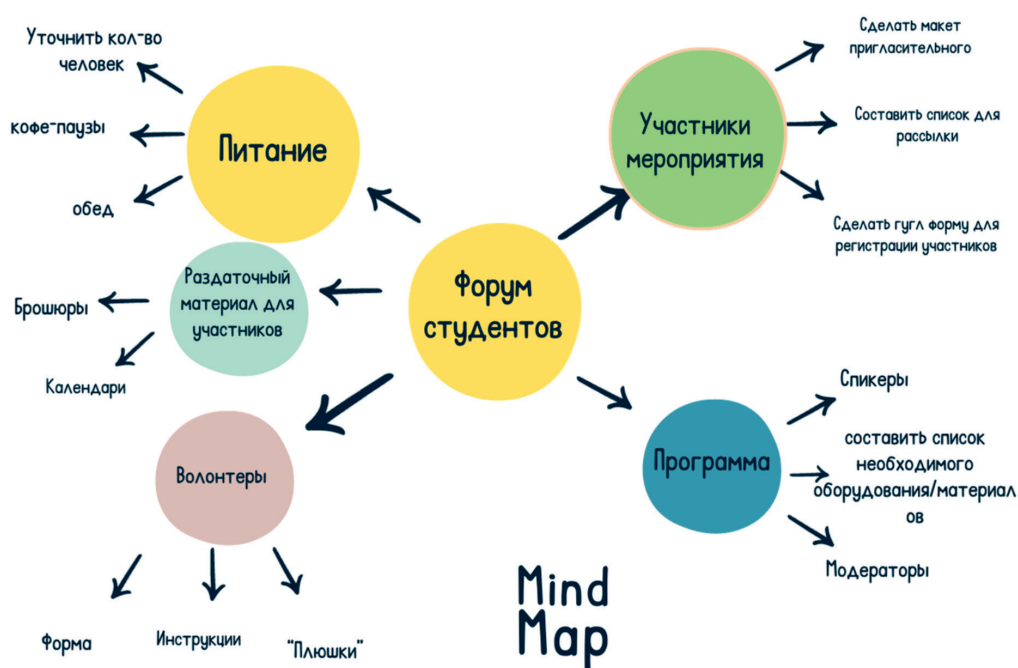 Уточнить кол-во
человек
кофе-паузы
обед
Питание
Сделать макет
пригласительного
Участники
мероприятия
Составить список для
рассылки
Сделать гугл форму для
регистрации участников
Форум
студентов
Раздаточный
материал для
участников
Брошюры
Календари
Волонтеры
Форма
Инструкции
"Плюшки"
Программа
Спикеры
составить список
необходимого
оборудования/материал
ов
Модераторы
Mind
Map